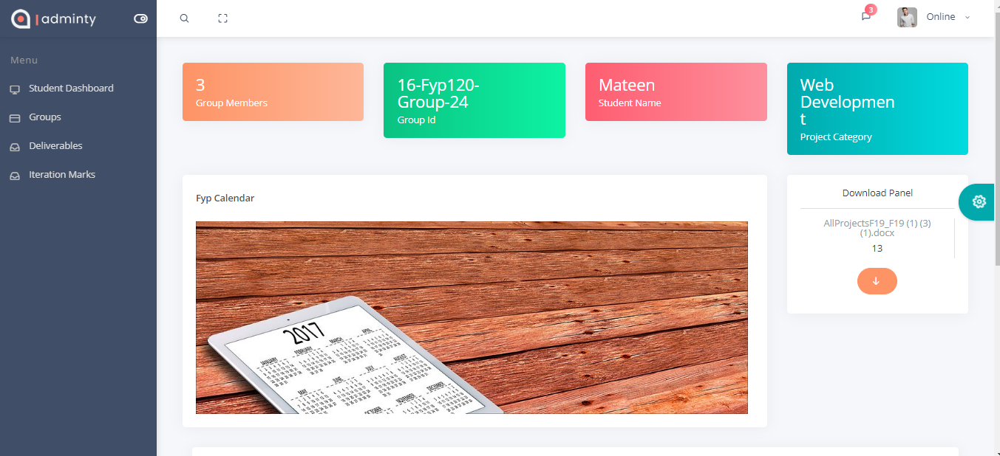 adminty
3
Online
Menu
Student Dashboard
Groups
Deliverables
Iteration Marks
3
Group Members
16-Fyp120-
Group-24
Group Id
Mateen
Student Name
Web
Developmen
t
Project Category
Fyp Calendar
2017
JANUARY
FEBRUARY
MARCH
APRIL
MAY
JUNE
JULY
AUGUST
OCTOBER
NOVEMBER
DECEMBER
Download Panel
AllProjectsF19_F19 (1) (3)
(1).docx
13